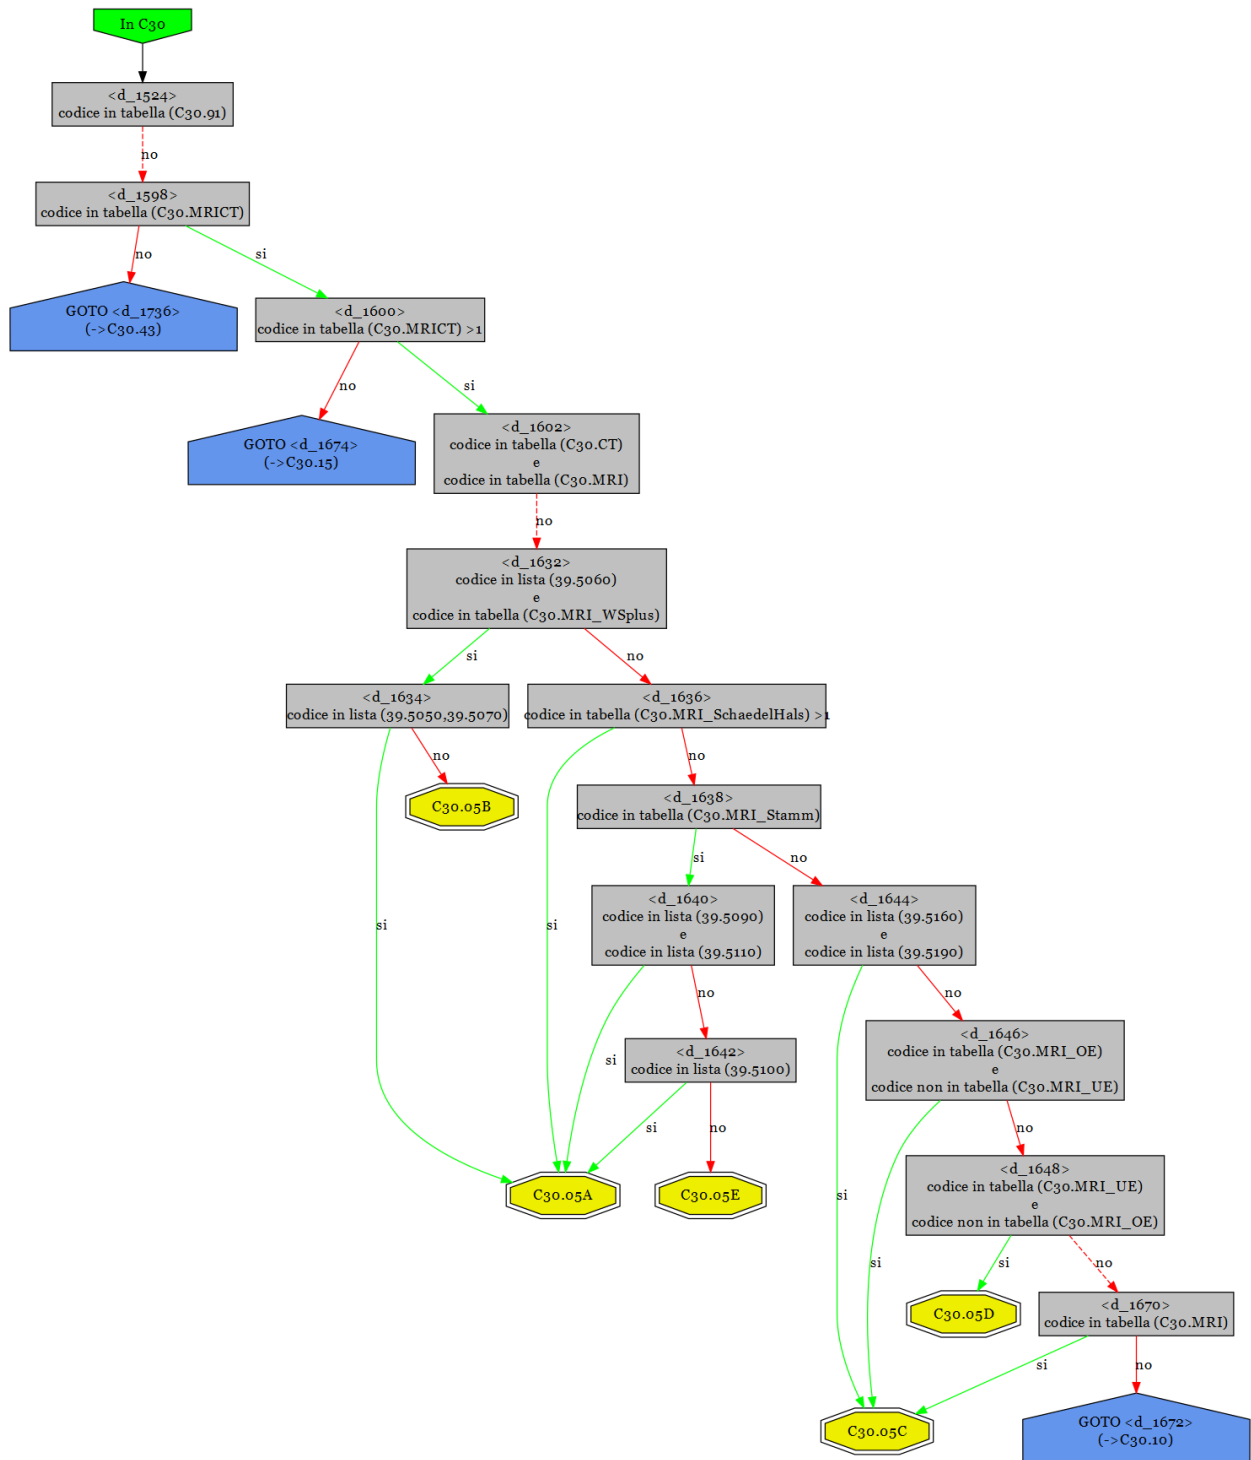 In C30
<d_1524>
codice in tabella (C30.91)
no
<d_1598>
codice in tabella (C30.MRICT)
no
si
GOTO <d_1736>
(->C30.43)
<d_1600>
codice in tabella (C30.MRICT) >1
no
si
GOTO <d_1674>
(->C30.15)
<d_1602>
codice in tabella (C30.CT)
e
codice in tabella (C30.MRI)
no
<d_1632>
codice in lista (39.5060)
e
codice in tabella (C30.MRI_WSplus)
si
no
<d_1634>
codice in lista (39.5050,39.5070)
<d_1636>
codice in tabella (C30.MRI_SchaedelHals) >1
no
no
C30.05B
<d_1638>
codice in tabella (C30.MRI_Stamm)
si
no
<d_1640>
codice in lista (39.5090)
e
codice in lista (39.5110)
<d_1644>
codice in lista (39.5160)
e
codice in lista (39.5190)
si
si
no
no
<d_1642>
codice in lista (39.5100)
<d_1646>
codice in tabella (C30.MRI_OE)
e
codice non in tabella (C30.MRI_UE)
si
si
no
no
C30.05A
C30.05E
<d_1648>
codice in tabella (C30.MRI_UE)
e
codice non in tabella (C30.MRI_OE)
si
si
si
no
C30.05D
<d_1670>
codice in tabella (C30.MRI)
si
no
C30.05C
GOTO <d_1672>
(->C30.10)